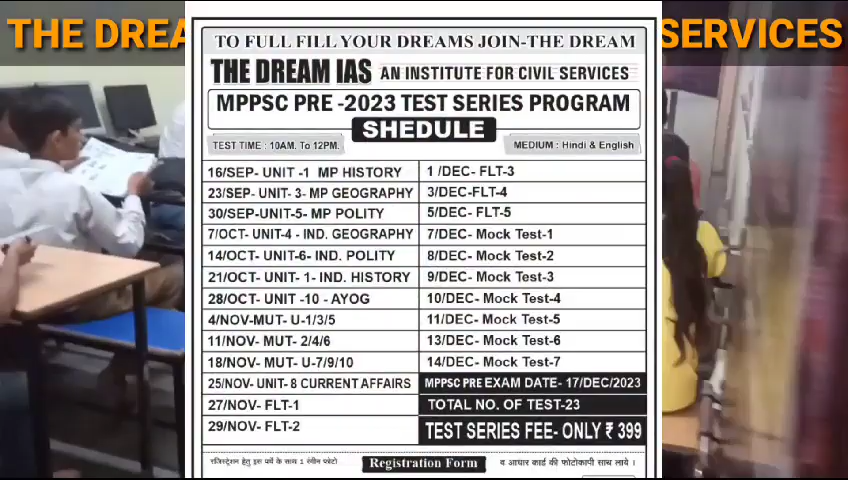 THE DREA
SERVICES
TO FULL FILL YOUR DREAMS JOIN-THE DREAM
THE DREAM IAS AN INSTITUTE FOR CIVIL SERVICES
MPPSC PRE -2023 TEST SERIES PROGRAM
SHEDULE
TEST TIME : 10AM. To 12PM.
MEDIUM : Hindi & English
16/SEP- UNIT -1 MP HISTORY
23/SEP- UNIT- 3- MP GEOGRAPHY
30/SEP-UNIT-5- MP POLITY
7/OCT- UNIT-4 - IND. GEOGRAPHY
14/OCT- UNIT-6- IND. POLITY
21/OCT- UNIT- 1- IND. HISTORY
28/OCT- UNIT -10 - AYOG
4/NOV-MUT- U-1/3/5
11/NOV- MUT- 2/4/6
18/NOV- MUT- U-7/9/10
25/NOV- UNIT- 8 CURRENT AFFAIRS
27/NOV- FLT-1
29/NOV- FLT-2
1 /DEC- FLT-3
3/DEC-FLT-4
5/DEC- FLT-5
7/DEC- Mock Test-1
8/DEC- Mock Test-2
9/DEC- Mock Test-3
10/DEC- Mock Test-4
11/DEC- Mock Test-5
13/DEC- Mock Test-6
14/DEC- Mock Test-7
MPPSC PRE EXAM DATE- 17/DEC/2023
TOTAL NO. OF TEST-23
TEST SERIES FEE- ONLY ₹ 399
रजिस्ट्रेशन हेतु इस फॉर्म के साथ 1 रंगीन फोटो
Registration Form
व आधार कार्ड की फोटोकापी साथ लाये ।